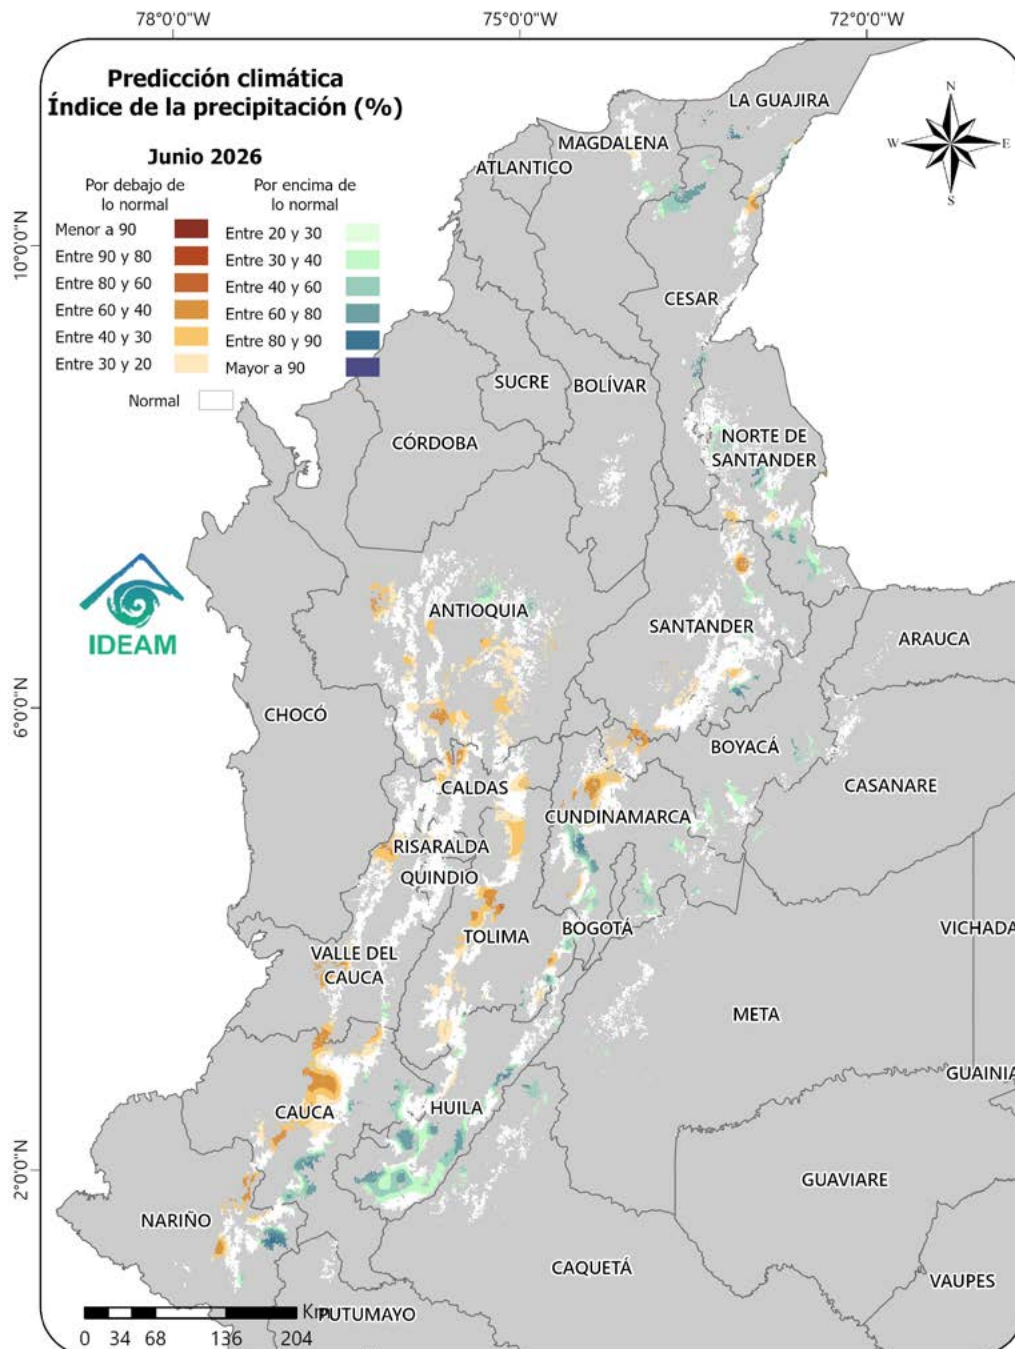 78°0'0"W
75°0'0"W
72°0'0"W
Predicción climática
Índice de la precipitación (%)
Junio 2026
Por debajo de
lo normal
Menor a 90
Entre 90 y 80
Entre 80 y 60
Entre 60 y 40
Entre 40 y 30
Entre 30 y 20
Por encima de
lo normal
Entre 20 y 30
Entre 30 y 40
Entre 40 y 60
Entre 60 y 80
Entre 80 y 90
Mayor a 90
Normal
N
W
E
S
10°0'0"N
6°0'0"N
2°0'0"N
LA GUAJIRA
MAGDALENA
ATLANTICO
CESAR
SUCRE
BOLÍVAR
CÓRDOBA
NORTE DE
SANTANDER
IDEAM
ANTIOQUIA
SANTANDER
ARAUCA
CHOCÓ
BOYACÁ
CALDAS
CASANARE
CUNDINAMARCA
RISARALDA
QUINDIO
TOLIMA
BOGOTÁ
VICHADA
VALLE DEL
CAUCA
META
GUAINIA
CAUCA
HUILA
GUAVIARE
NARIÑO
CAQUETÁ
VAUPES
PUTUMAYO
Km
0 34 68 136 204